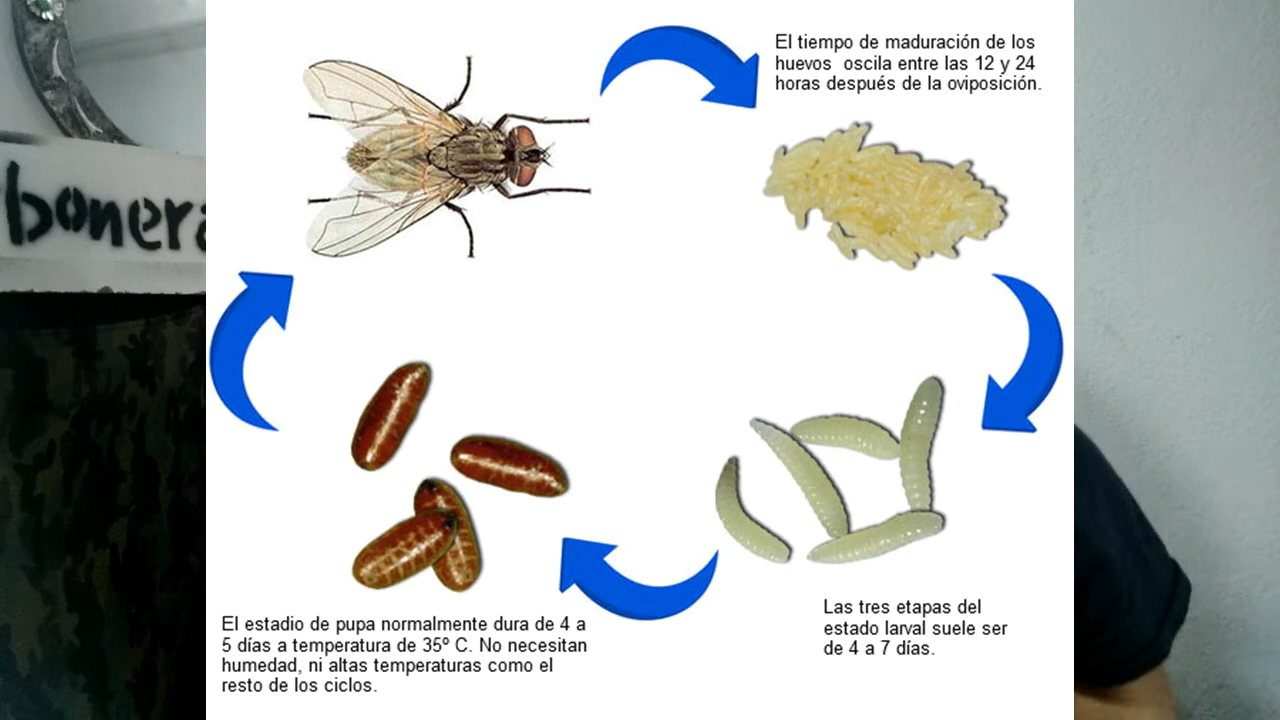 El tiempo de maduración de los
huevos oscila entre las 12 y 24
horas después de la oviposición.
bonera
Las tres etapas del
estado larval suele ser
de 4 a 7 días.
El estadio de pupa normalmente dura de 4 a
5 días a temperatura de 35º C. No necesitan
humedad, ni altas temperaturas como el
resto de los ciclos.